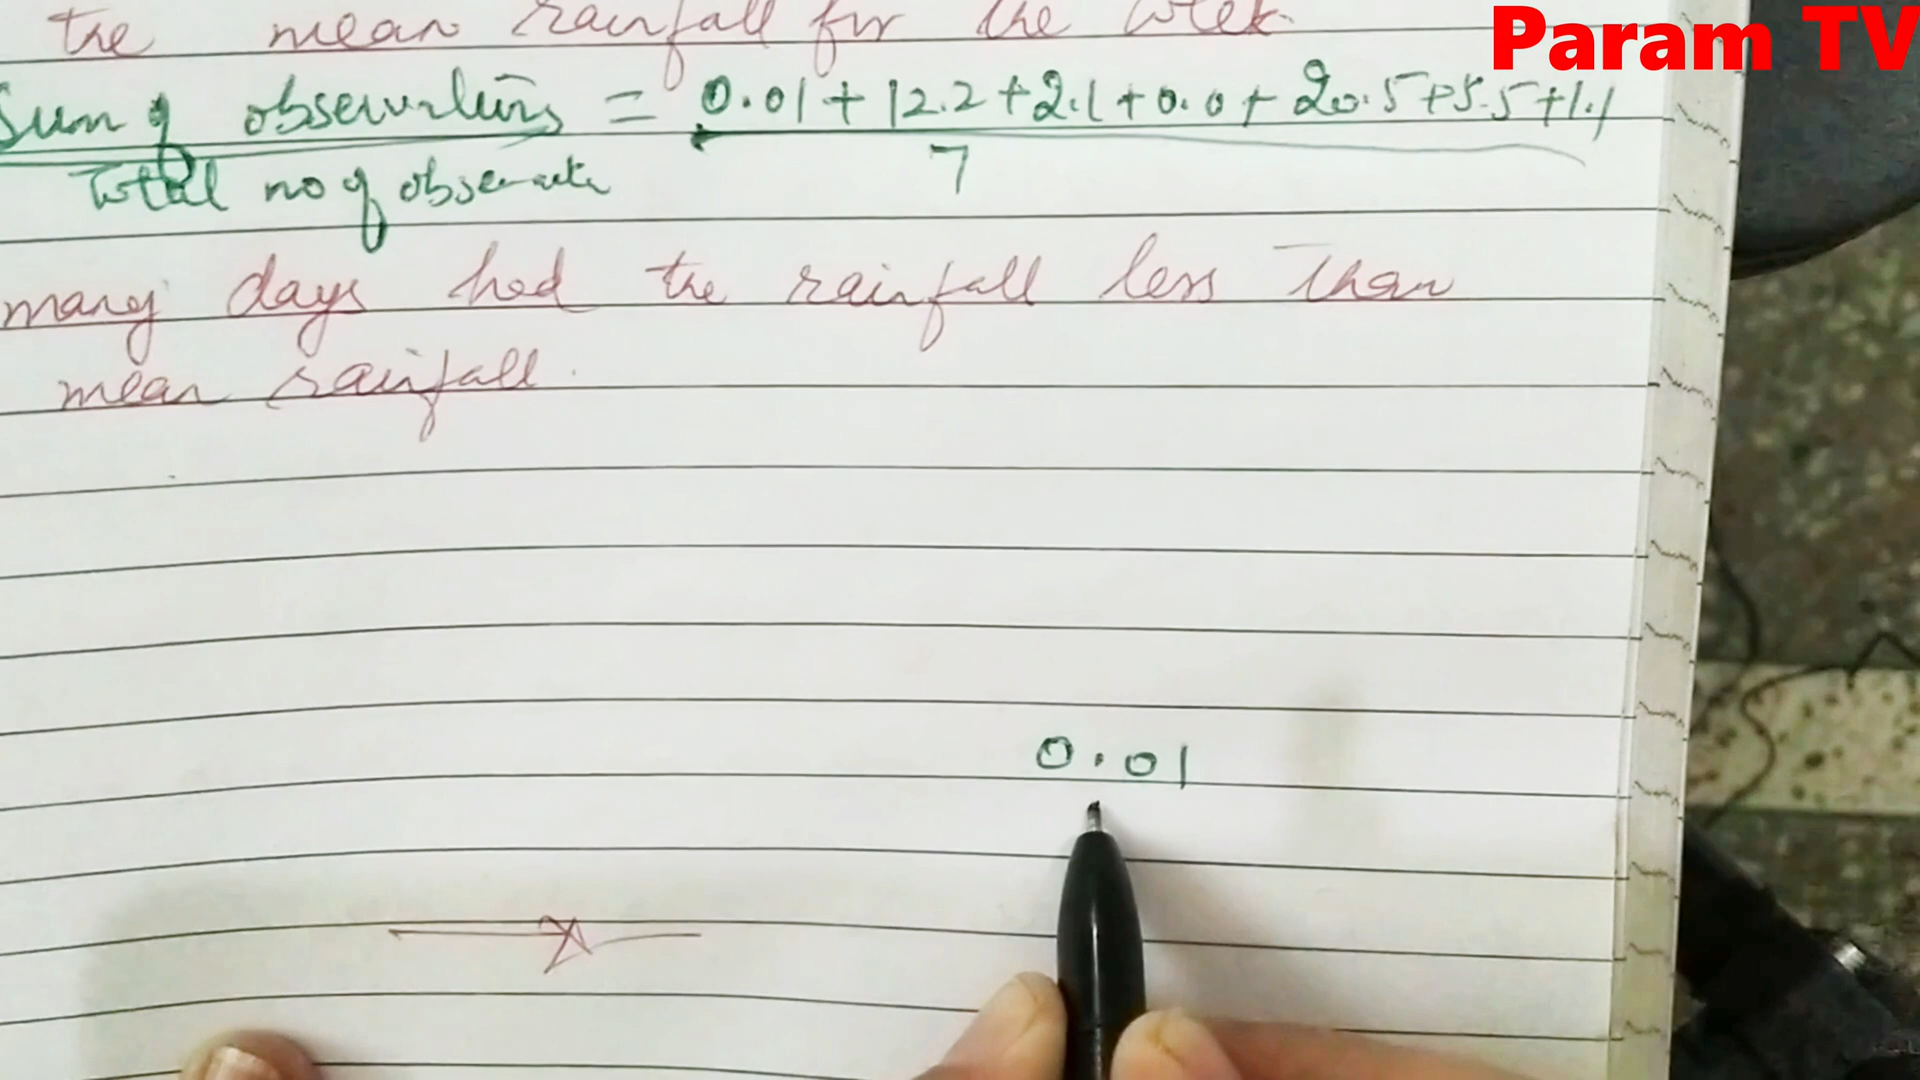 the mean rainfall for the week.
Param TV
Sum of observations = 0.01 + 12.2 + 2.1 + 0.0 + 20.5 + 5.5 + 1.1
Total no of 7
many days had the rainfall less than
mean rainfall.
0.01